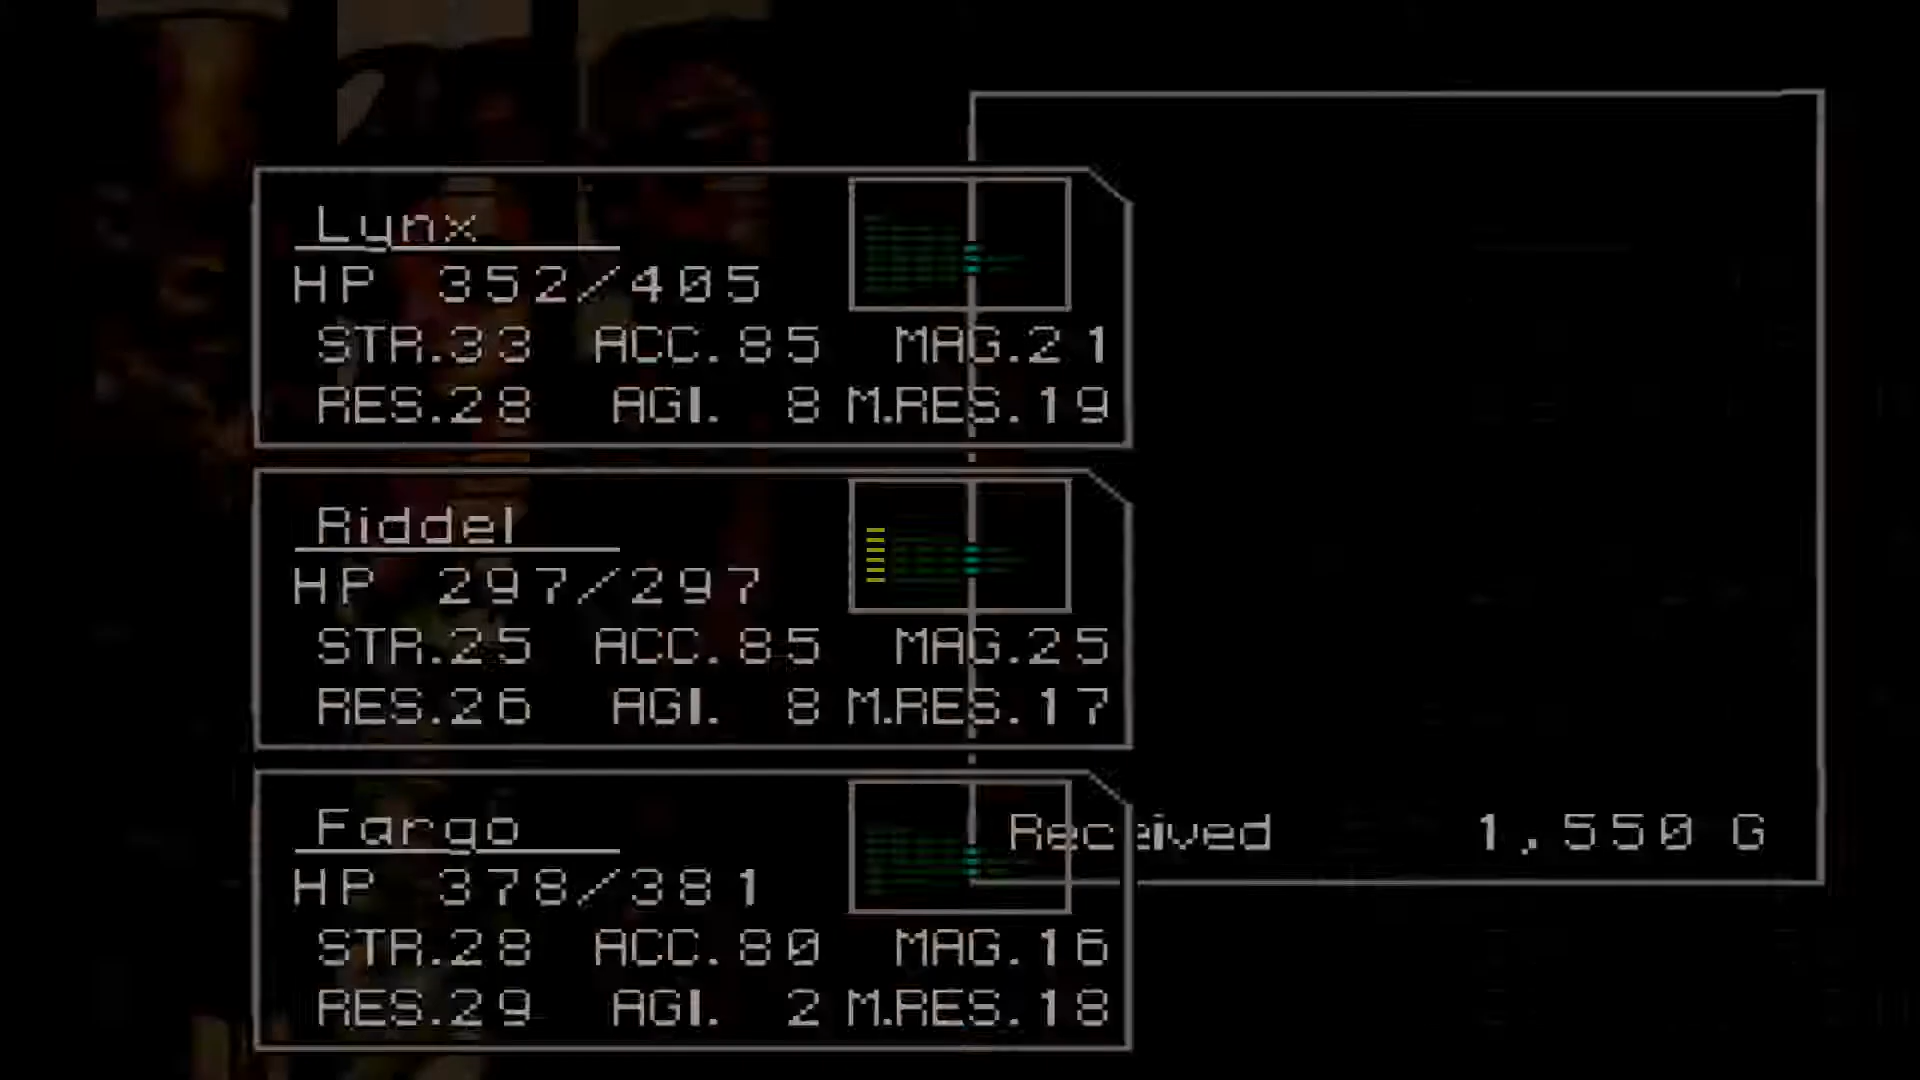 Lynx
HP 352/405
STR.33 ACC.85 MAG.21
RES.28 AGI. 8 M.RES.19
Riddel
HP 297/297
STR.25 ACC.85 MAG.25
RES.26 AGI. 8 M.RES.17
Fargo
HP 378/381
STR.28 ACC.80 MAG.16
RES.29 AGI. 2 M.RES.18
Received 1,550 G